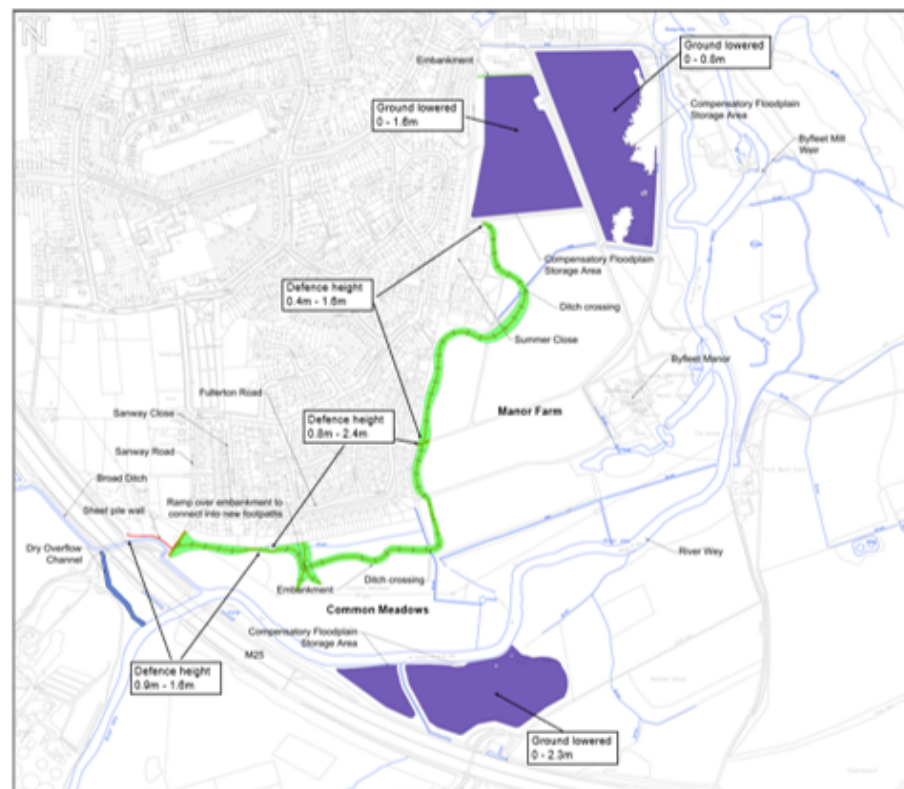 Embankment
Ground lowered
0 - 0.8m
Ground lowered
0 - 1.6m
Compensatory Floodplain
Storage Area
Byfleet Mill
Weir
Compensatory Floodplain
Storage Area
Defence height
0.4m - 1.6m
Ditch crossing
Summer Close
Byfleet Manor
Fullerton Road
Manor Farm
Sanway Close
Defence height
0.8m - 2.4m
Sanway Road
Broad Ditch
Ramp over embankment to
connect into new footpaths
Sheet pile wall
Dry Overflow
Channel
River Wey
Embankment
Ditch crossing
Common Meadows
Compensatory Floodplain
Storage Area
M25
Defence height
0.9m - 1.6m
Ground lowered
0 - 2.3m